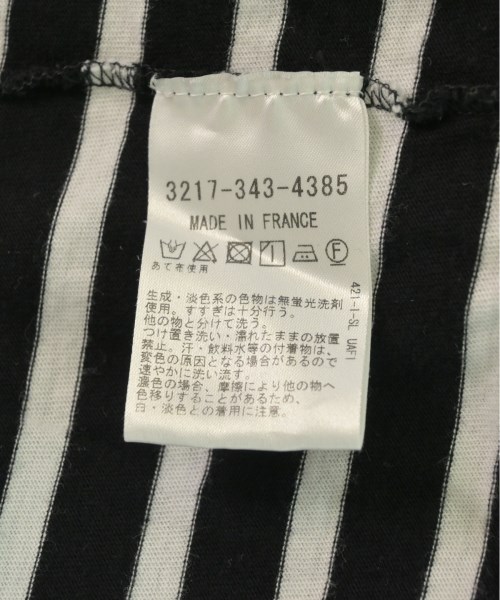 3217-343-4385
MADE IN FRANCE
あて布使用
生成・淡色系の色物は無蛍光洗剤
使用。すすぎは十分行う。
他の物と分けて洗う。
つけ置き洗い・濡れたままの放置
禁止。汗・飲料水等の付着物は、
変色の原因となる場合があるので
速やかに洗い流す。
濃色の場合、摩擦により他の物へ
色移りすることがあるため、
白・淡色との着用に注意。
421-I-SL UAF1